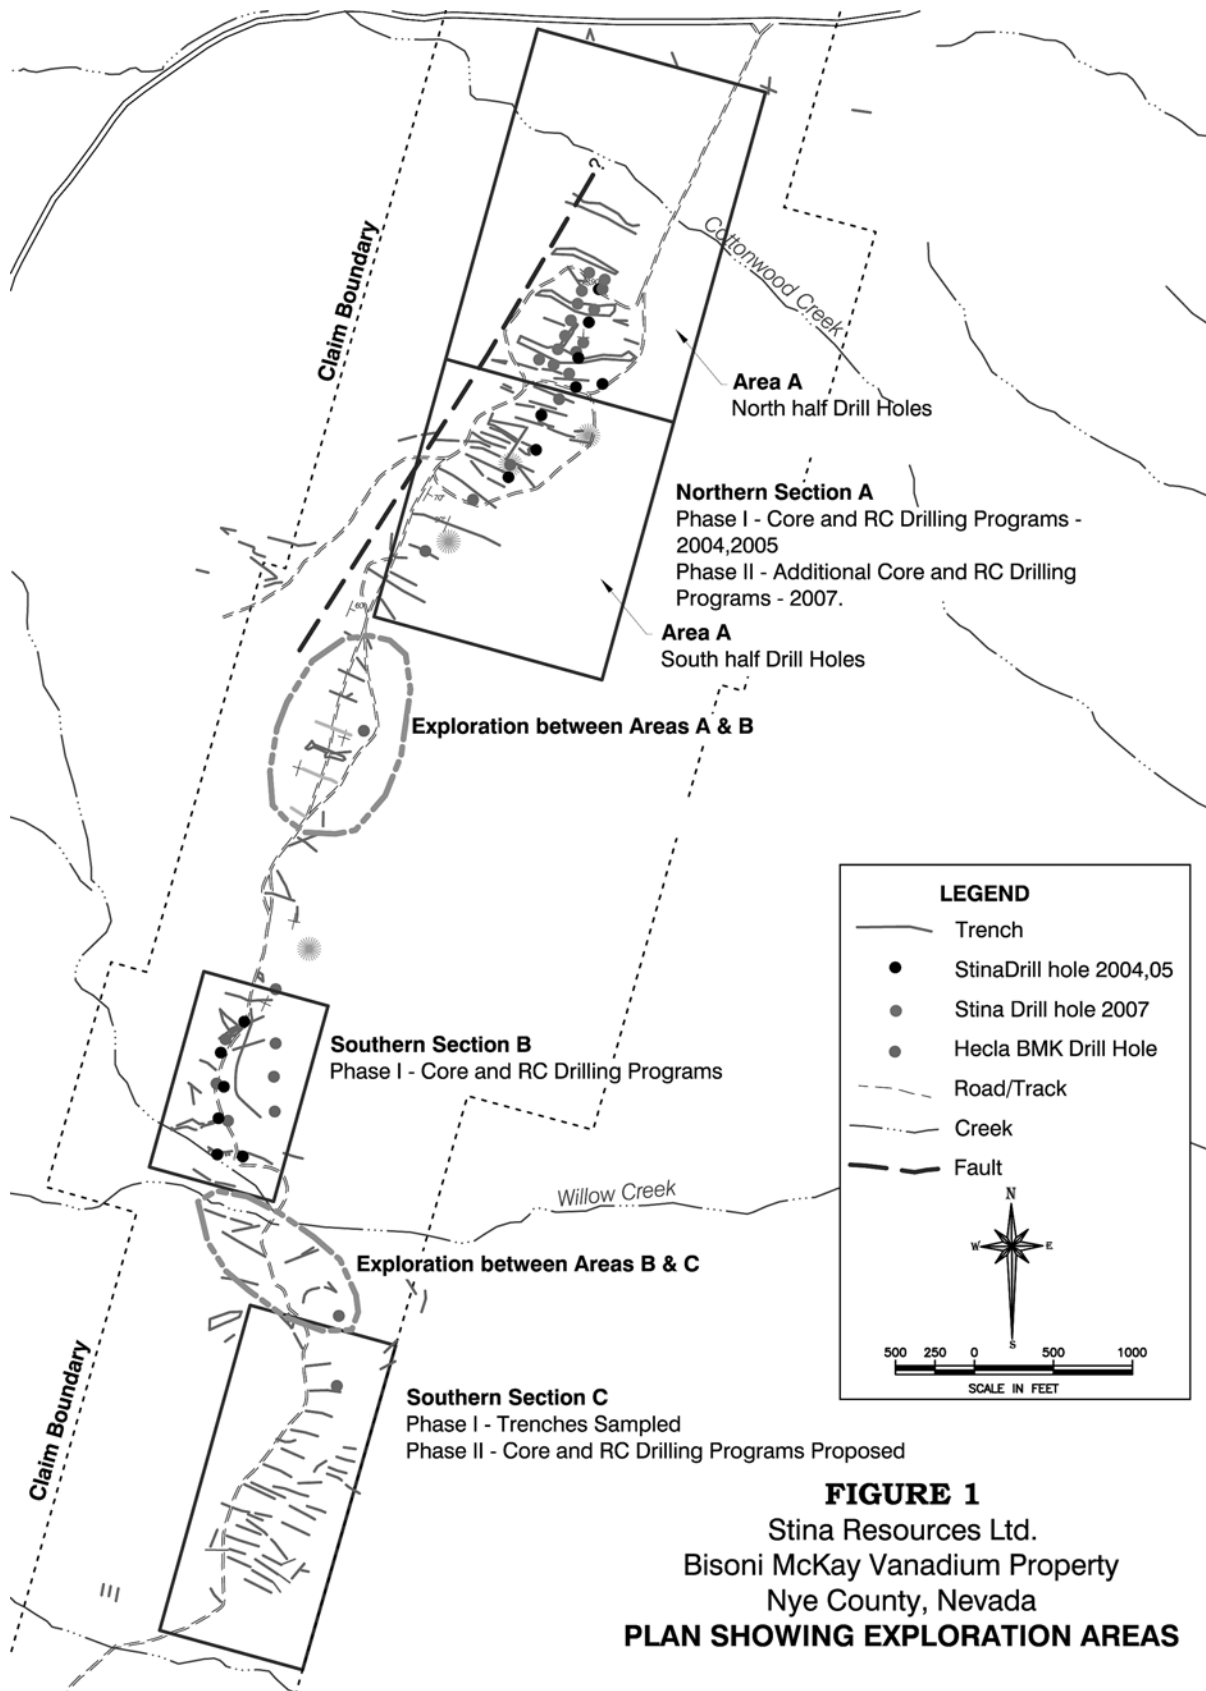 ?
Cottonwood Creek
Claim Boundary
Area A
North half Drill Holes
Northern Section A
Phase I - Core and RC Drilling Programs -
2004,2005
Phase II - Additional Core and RC Drilling
Programs - 2007.
60
Area A
South half Drill Holes
Exploration between Areas A & B
LEGEND
Trench
StinaDrill hole 2004,05
Stina Drill hole 2007
Hecla BMK Drill Hole
Road/Track
Creek
Fault
N
W
E
S
500 250 0 500 1000
SCALE IN FEET
Southern Section B
Phase I - Core and RC Drilling Programs
Willow Creek
Exploration between Areas B & C
Claim Boundary
Southern Section C
Phase I - Trenches Sampled
Phase II - Core and RC Drilling Programs Proposed
FIGURE 1
Stina Resources Ltd.
Bisoni McKay Vanadium Property
Nye County, Nevada
PLAN SHOWING EXPLORATION AREAS